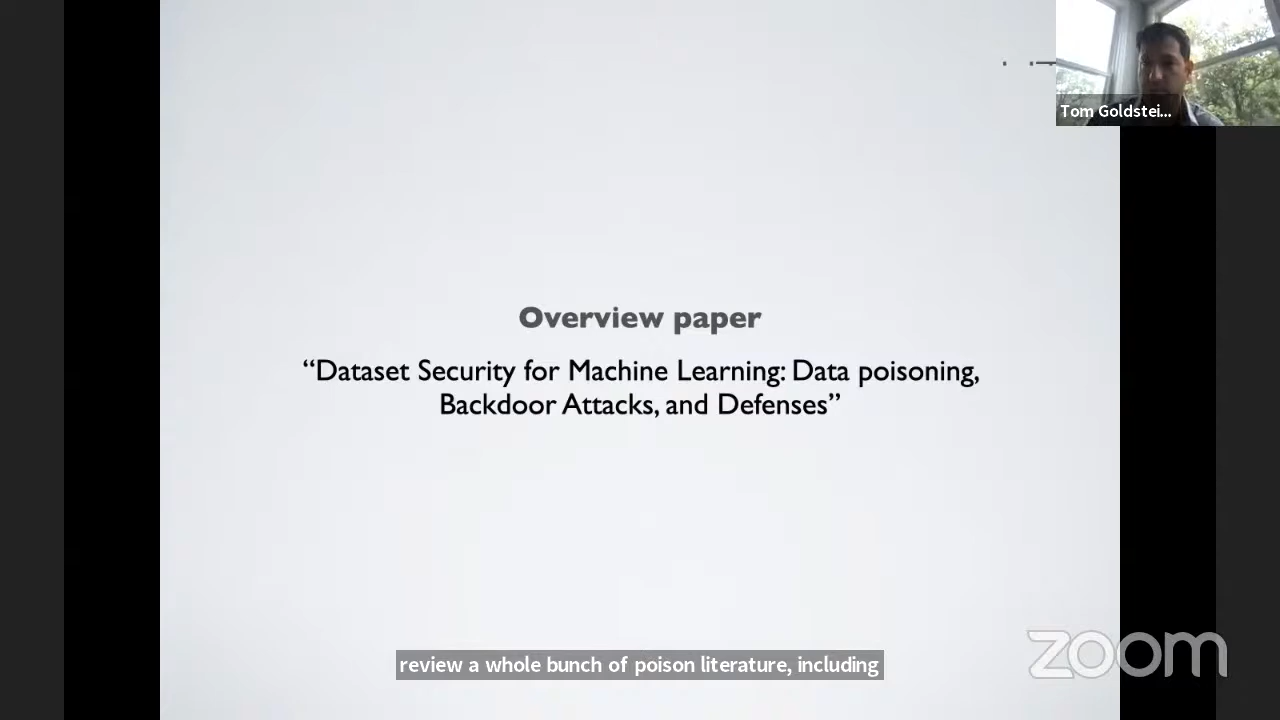 Tom Goldstei...
Overview paper
“Dataset Security for Machine Learning: Data poisoning,
Backdoor Attacks, and Defenses”
review a whole bunch of poison literature, including
zoom